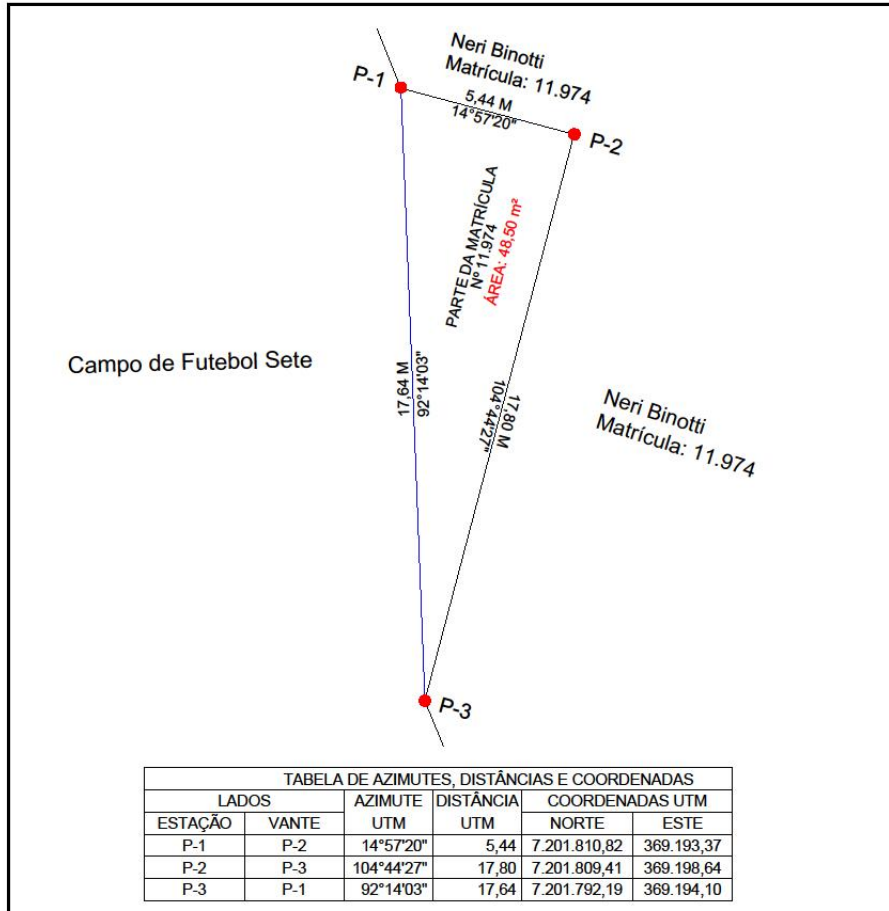 Neri Binotti
Matrícula: 11.974
P-1
5,44 M
14°57'20"
P-2
PARTE DA MATRÍCULA
Nº 11.974
ÁREA: 48,50 m²
Campo de Futebol Sete
17,64 M
92°14'03"
17,80 M
104°44'27"
Neri Binotti
Matrícula: 11.974
P-3
TABELA DE AZIMUTES, DISTÂNCIAS E COORDENADAS
LADOS AZIMUTE DISTÂNCIA COORDENADAS UTM
ESTAÇÃO VANTE UTM UTM NORTE ESTE
P-1 P-2 14°57'20" 5,44 7.201.810,82 369.193,37
P-2 P-3 104°44'27" 17,80 7.201.809,41 369.198,64
P-3 P-1 92°14'03" 17,64 7.201.792,19 369.194,10